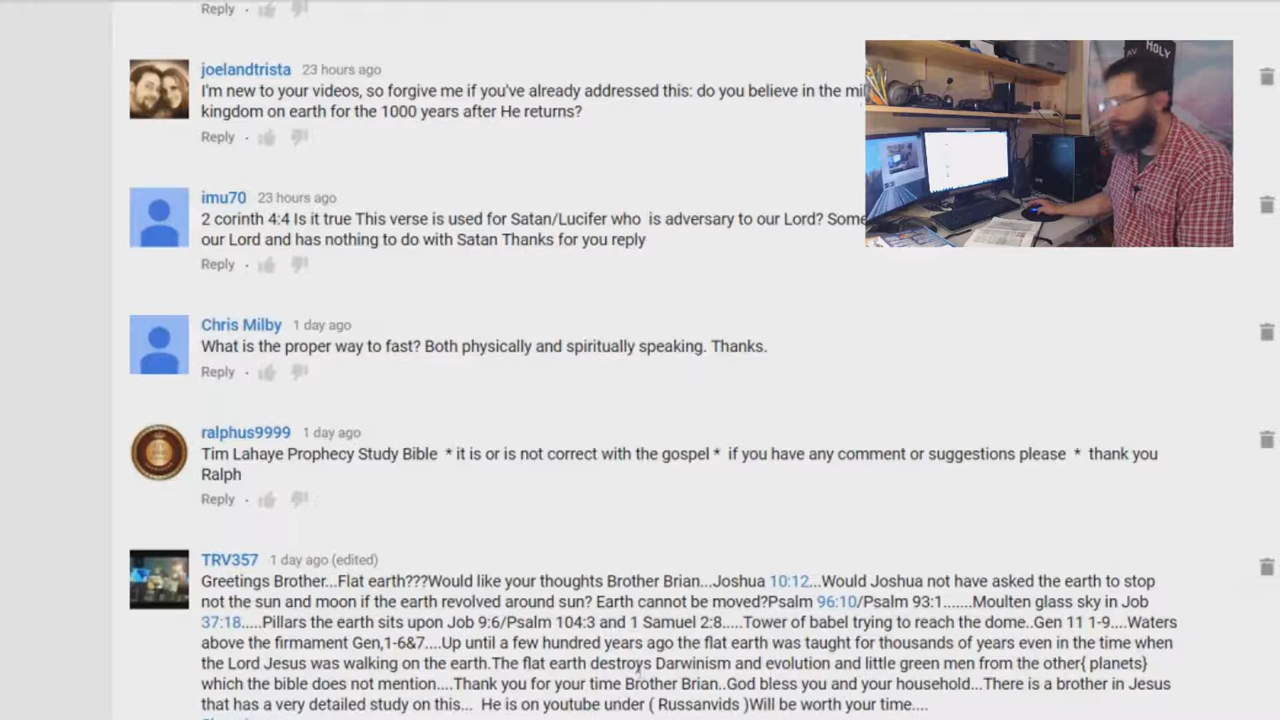 Reply ·
joelandtrista 23 hours ago
I'm new to your videos, so forgive me if you've already addressed this: do you believe in the mil
kingdom on earth for the 1000 years after He returns?
Reply ·
imu70 23 hours ago
2 corinth 4:4 Is it true This verse is used for Satan/Lucifer who is adversary to our Lord? Some
our Lord and has nothing to do with Satan Thanks for you reply
Reply ·
Chris Milby 1 day ago
What is the proper way to fast? Both physically and spiritually speaking. Thanks.
Reply ·
ralphus9999 1 day ago
Tim Lahaye Prophecy Study Bible * it is or is not correct with the gospel * if you have any comment or suggestions please * thank you
Ralph
Reply ·
TRV357 1 day ago (edited)
Greetings Brother...Flat earth???Would like your thoughts Brother Brian...Joshua 10:12...Would Joshua not have asked the earth to stop
not the sun and moon if the earth revolved around sun? Earth cannot be moved?Psalm 96:10/Psalm 93:1.......Moulten glass sky in Job
37:18.....Pillars the earth sits upon Job 9:6/Psalm 104:3 and 1 Samuel 2:8.....Tower of babel trying to reach the dome..Gen 11 1-9....Waters
above the firmament Gen,1-6&7....Up until a few hundred years ago the flat earth was taught for thousands of years even in the time when
the Lord Jesus was walking on the earth.The flat earth destroys Darwinism and evolution and little green men from the other{ planets}
which the bible does not mention....Thank you for your time Brother Brian..God bless you and your household...There is a brother in Jesus
that has a very detailed study on this... He is on youtube under ( Russanvids )Will be worth your time....
AV HOLY